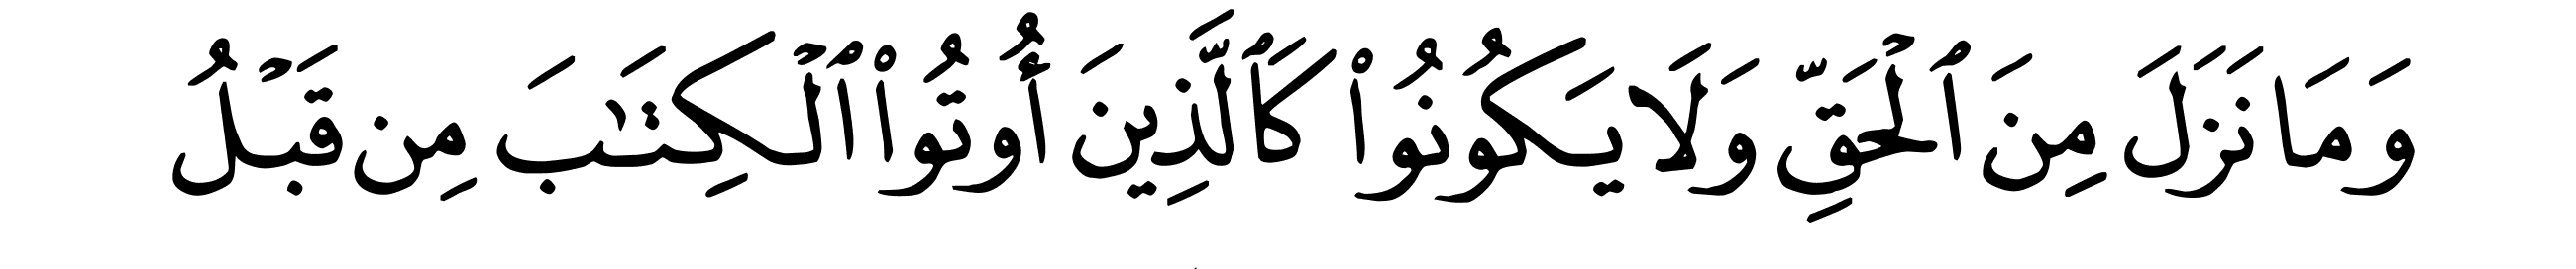 وَمَا نَزَلَ مِنَ ٱلْحَقِّ وَلَا يَكُونُوا۟ كَٱلَّذِينَ أُوتُوا۟ ٱلْكِتَٰبَ مِن قَبْلُ